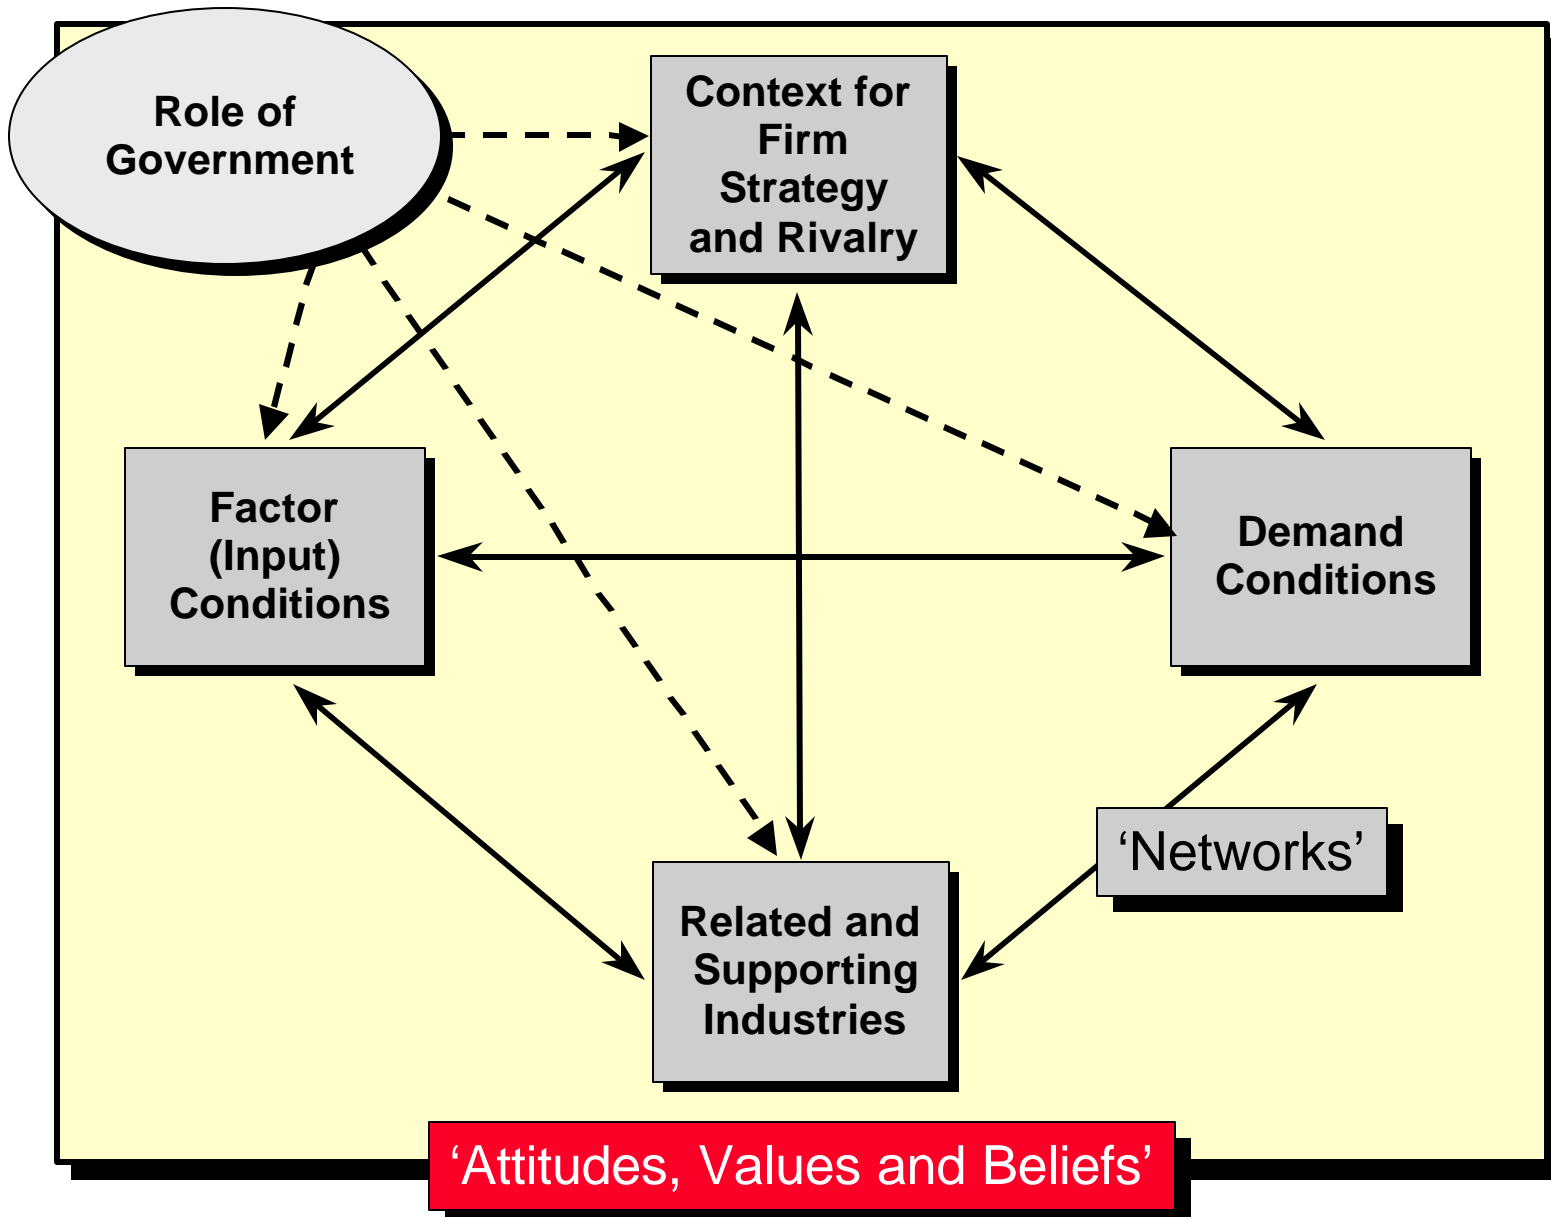 Role of
Government
Context for
Firm
Strategy
and Rivalry
Factor
(Input)
Conditions
Demand
Conditions
‘Networks’
Related and
Supporting
Industries
‘Attitudes, Values and Beliefs’